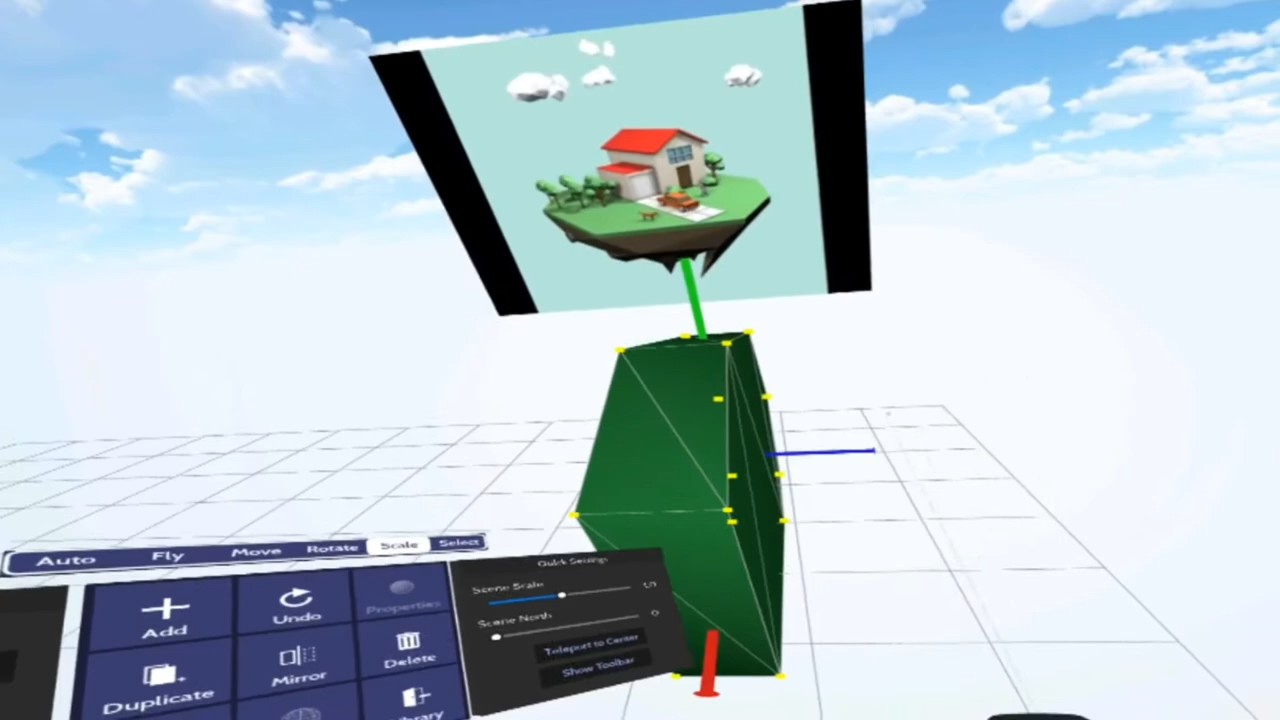 Auto Fly Move Rotate Scale Select
Quick Settings
Scene Scale
Scene North 0
Teleport to Center
Show Toolbar
Add
Undo
Properties
Duplicate
Mirror
Delete